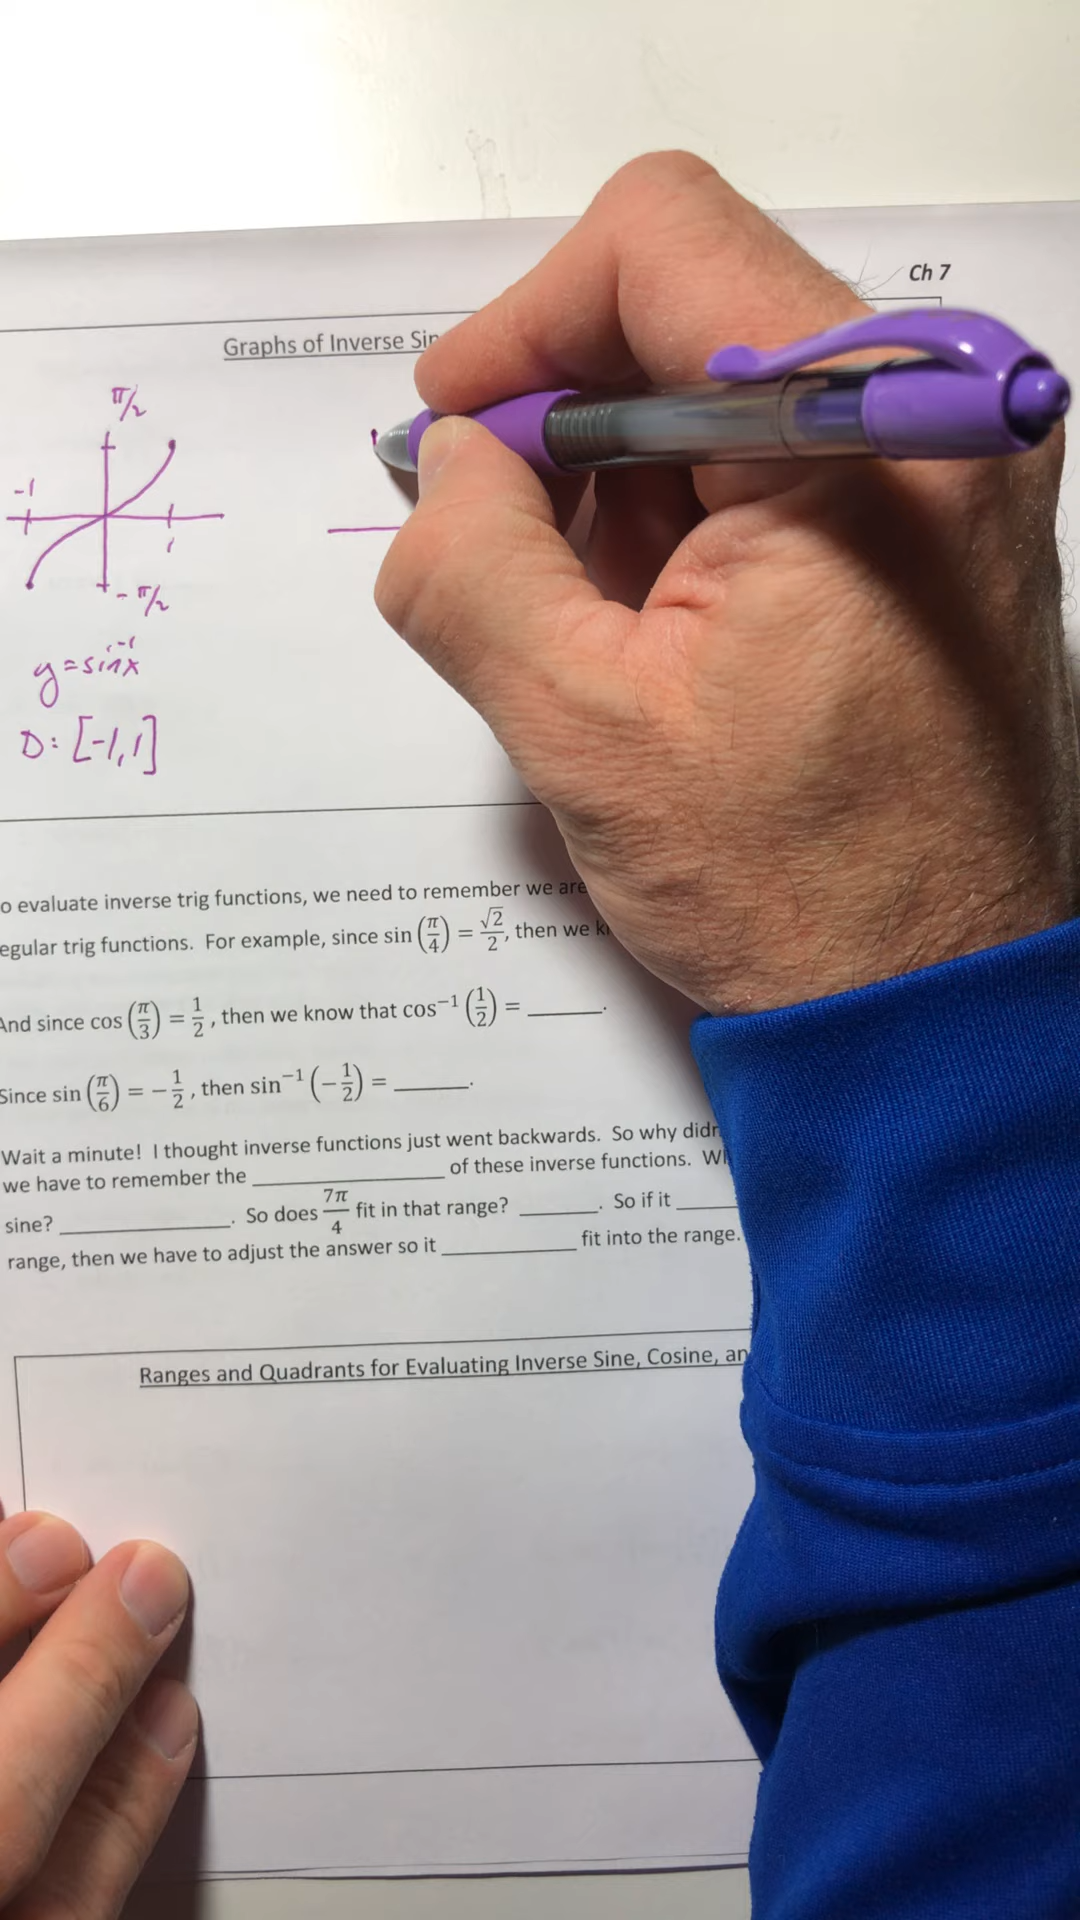 Ch 7
Graphs of Inverse
π/2
-1
1
- π/2
y = sin⁻¹x
D: [-1, 1]
o evaluate inverse trig functions, we need to remember we are
egular trig functions. For example, since sin (π/4) = √2/2, then we
And since cos (π/3) = 1/2, then we know that cos⁻¹ (1/2) = ______.
Since sin (π/6) = -1/2, then sin⁻¹ (-1/2) = ______.
Wait a minute! I thought inverse functions just went backwards. So why
we have to remember the ______ of these inverse functions.
sine? ______. So does 7π/4 fit in that range? ______. So if it ______
range, then we have to adjust the answer so it ______ fit into the range.
Ranges and Quadrants for Evaluating Inverse Sine, Cosine,